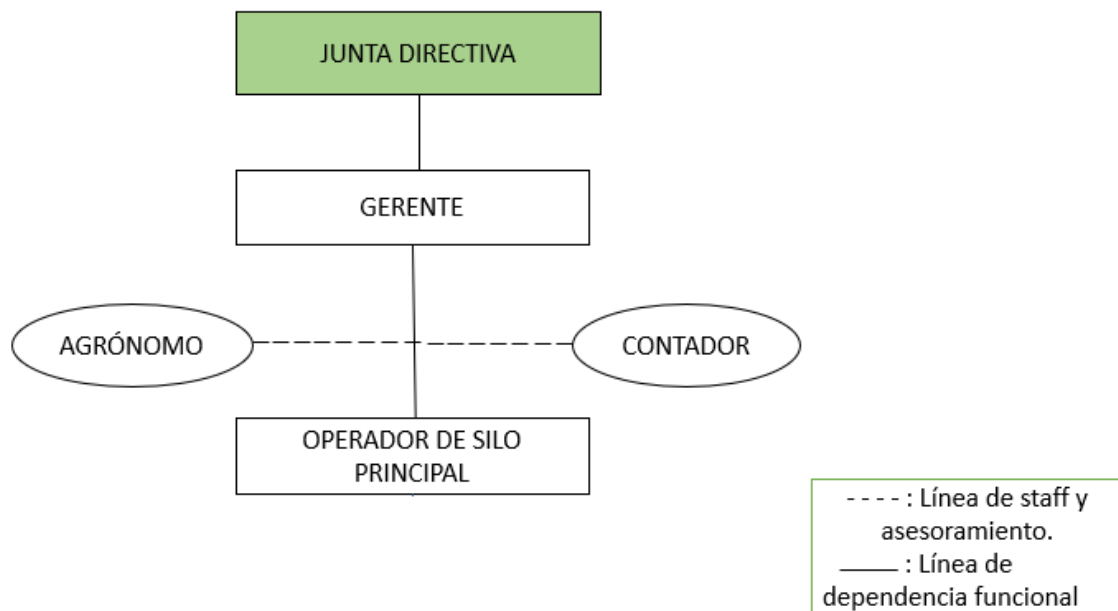 JUNTA DIRECTIVA
GERENTE
AGRÓNOMO
CONTADOR
OPERADOR DE SILO
PRINCIPAL
---- : Línea de staff y
asesoramiento.
_____ : Línea de
dependencia funcional